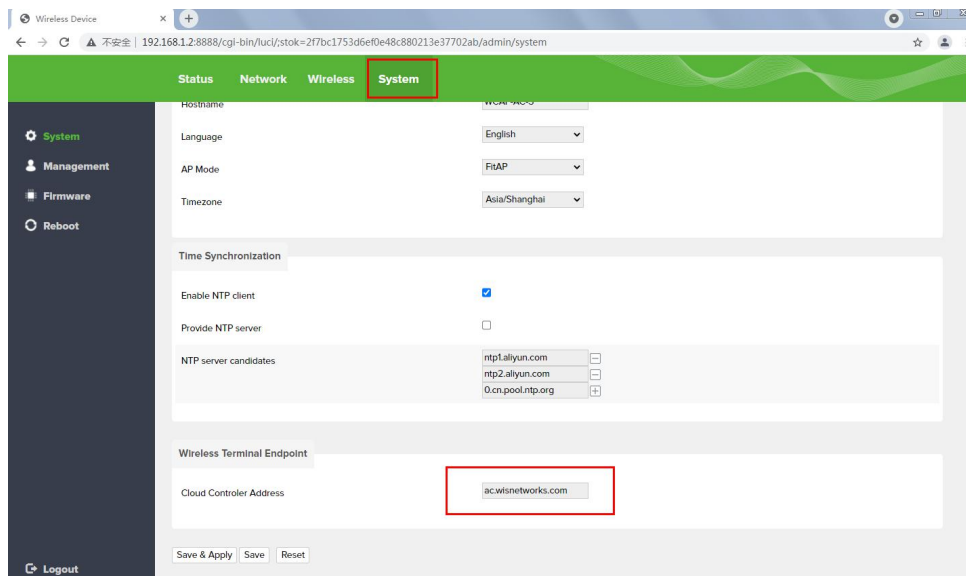 Wireless Device
不安全
192.168.1.2:8888/cgi-bin/luci/;stok=2f7bc1753d6ef0e48c880213e37702ab/admin/system
Status Network Wireless System
System
Management
Firmware
Reboot
Logout
Hostname WCAP-AC-S
Language English
AP Mode FitAP
Timezone Asia/Shanghai
Time Synchronization
Enable NTP client
Provide NTP server
NTP server candidates ntp1.aliyun.com
ntp2.aliyun.com
0.cn.pool.ntp.org
Wireless Terminal Endpoint
Cloud Controler Address ac.wisnetworks.com
Save & Apply Save Reset